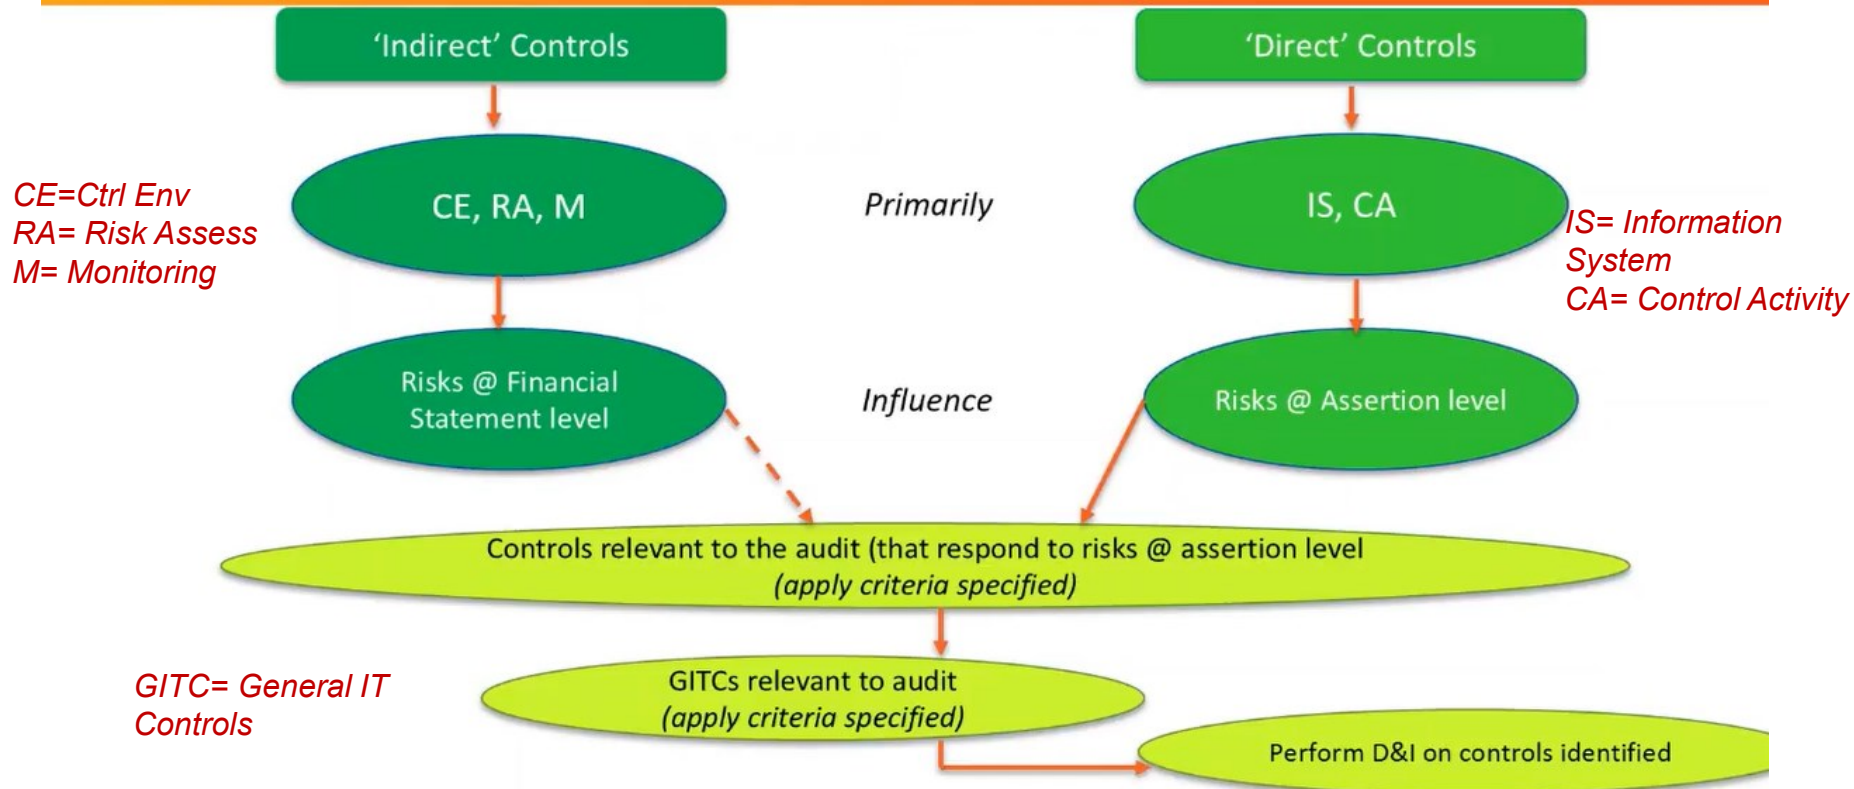 ‘Indirect’ Controls
‘Direct’ Controls
CE=Ctrl Env
RA= Risk Assess
M= Monitoring
CE, RA, M
Primarily
IS, CA
IS= Information
System
CA= Control Activity
Risks @ Financial
Statement level
Influence
Risks @ Assertion level
Controls relevant to the audit (that respond to risks @ assertion level
(apply criteria specified)
GITC= General IT
Controls
GITCs relevant to audit
(apply criteria specified)
Perform D&I on controls identified